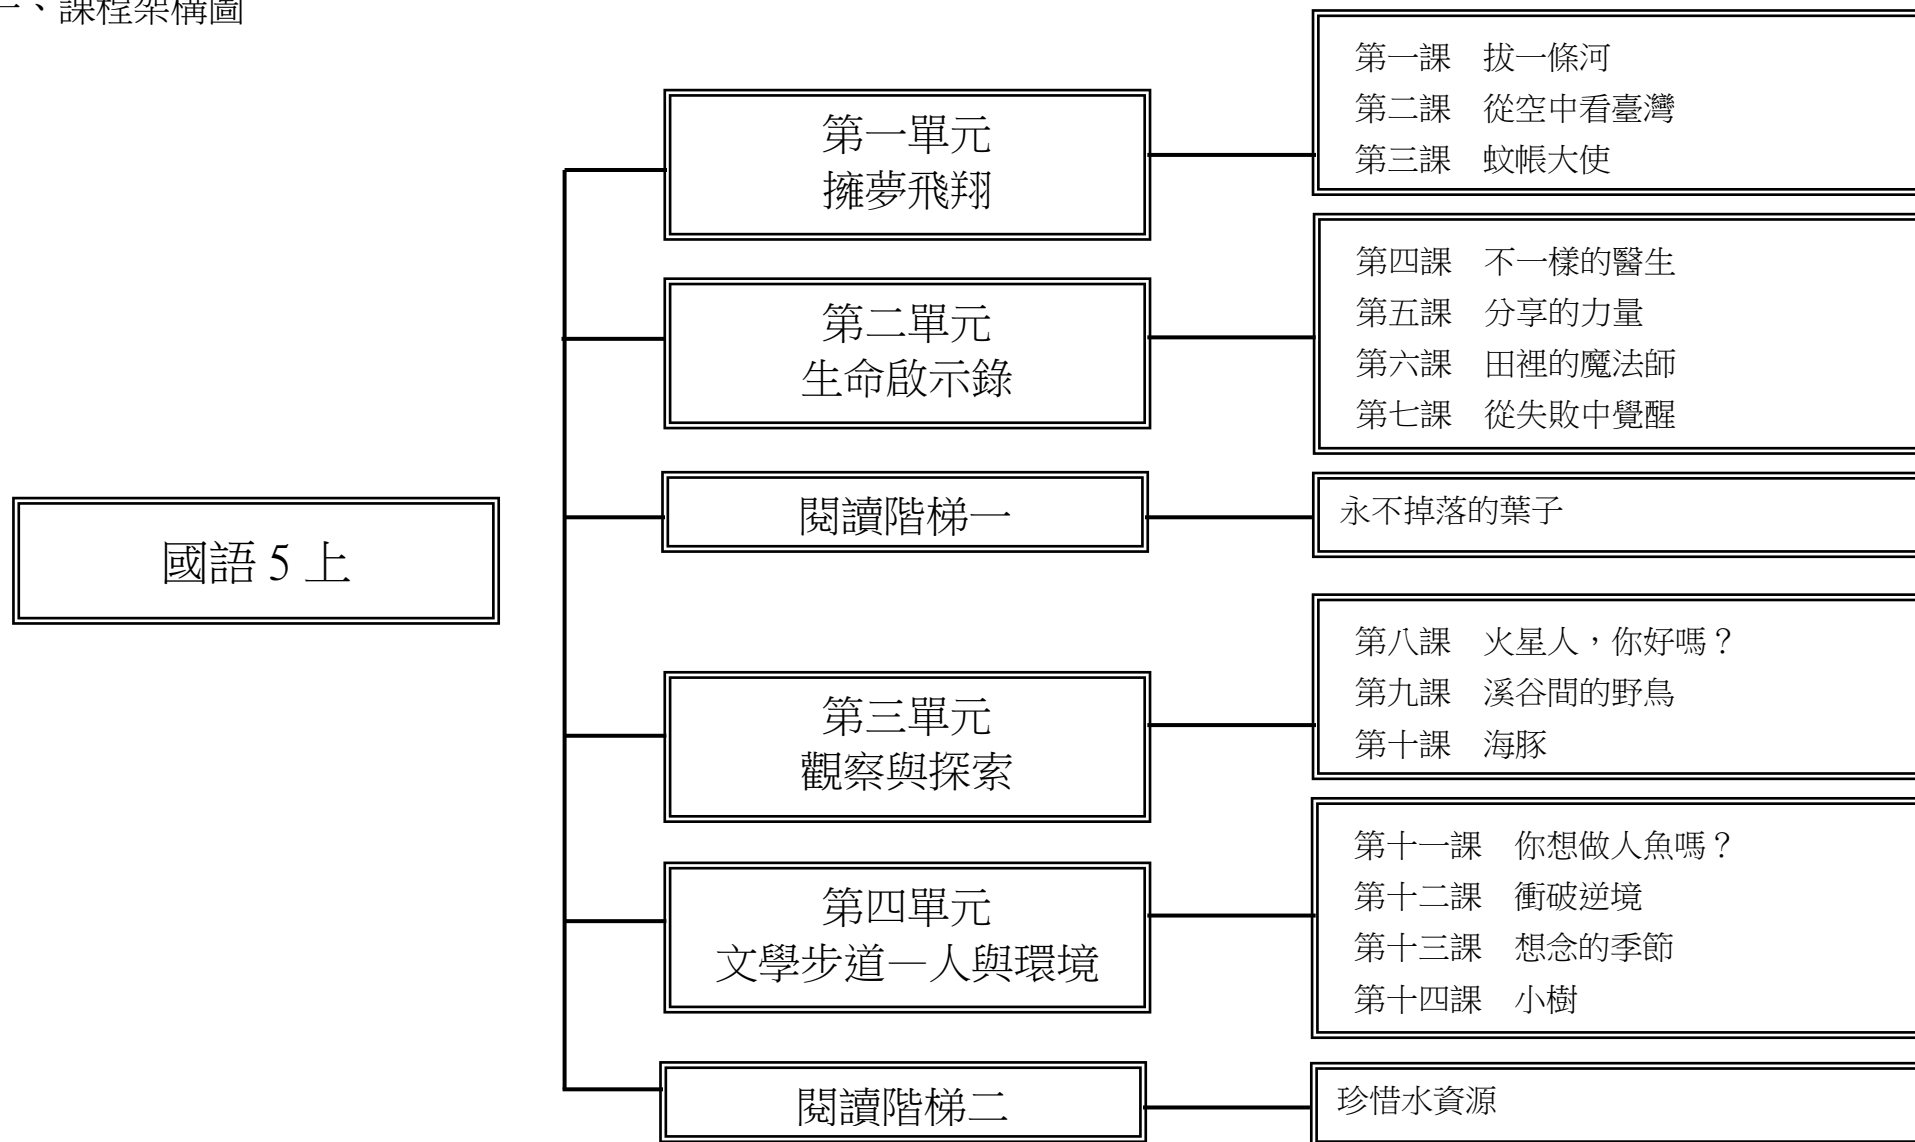 一、課程架構圖
國語 5 上
第一單元
擁夢飛翔
第一課　拔一條河
第二課　從空中看臺灣
第三課　蚊帳大使
第二單元
生命啟示錄
第四課　不一樣的醫生
第五課　分享的力量
第六課　田裡的魔法師
第七課　從失敗中覺醒
閱讀階梯一
永不掉落的葉子
第三單元
觀察與探索
第八課　火星人，你好嗎？
第九課　溪谷間的野鳥
第十課　海豚
第四單元
文學步道—人與環境
第十一課　你想做人魚嗎？
第十二課　衝破逆境
第十三課　想念的季節
第十四課　小樹
閱讀階梯二
珍惜水資源